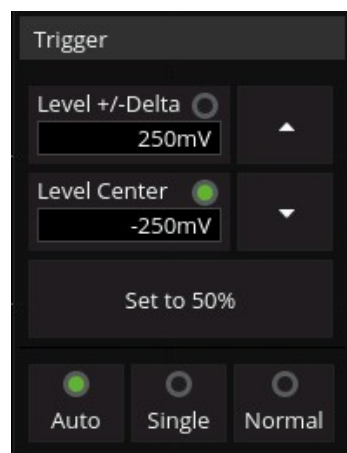 Trigger
Level +/-Delta
250mV
Level Center
-250mV
Set to 50%
Auto Single Normal